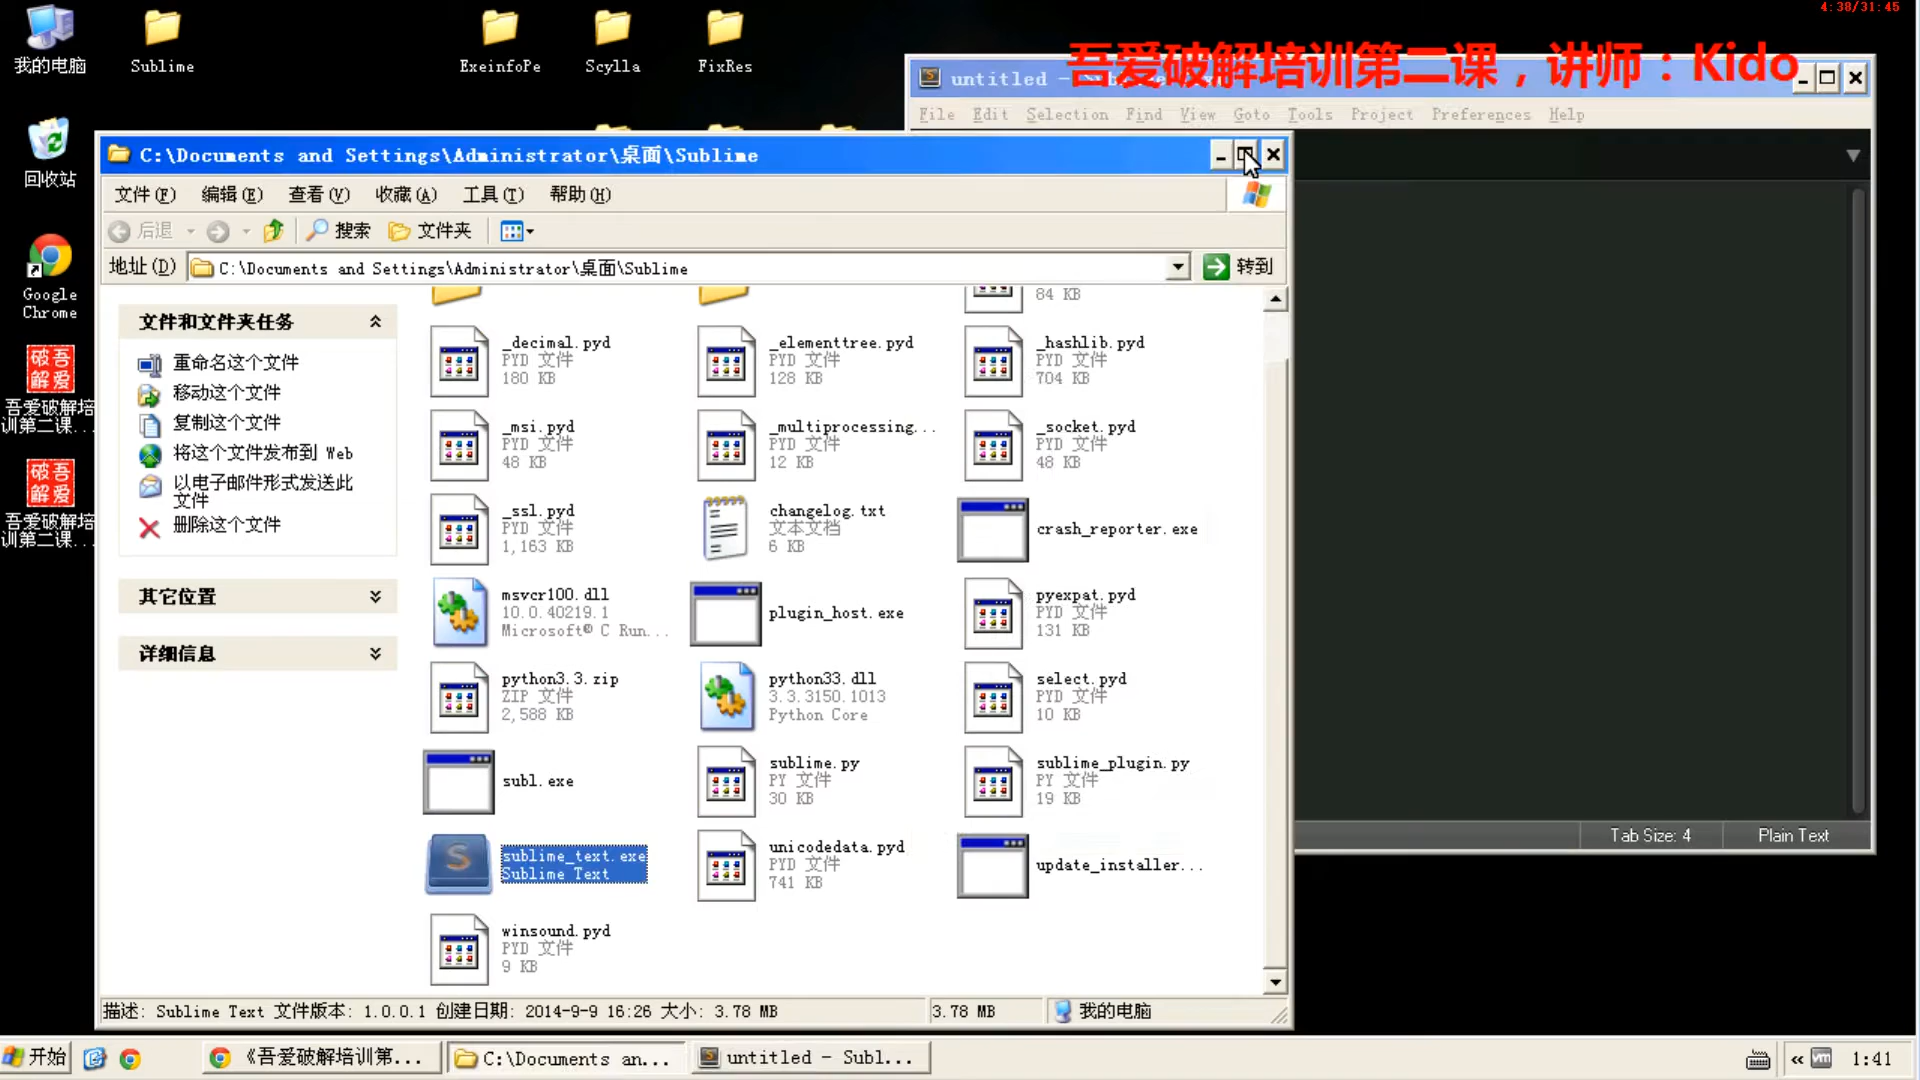 4:38/31:45
吾爱破解培训第二课，讲师：Kido
我的电脑
Sublime
ExeinfoPe
Scylla
FixRes
回收站
Google
Chrome
吾爱破解
吾爱破解培
训第二课...
吾爱破解
吾爱破解培
训第二课...
untitled - Subl
File Edit Selection Find View Goto Tools Project Preferences Help
Tab Size: 4
Plain Text
C:\Documents and Settings\Administrator\桌面\Sublime
文件(F) 编辑(E) 查看(V) 收藏(A) 工具(T) 帮助(H)
后退 搜索 文件夹
地址(D) C:\Documents and Settings\Administrator\桌面\Sublime 转到
文件和文件夹任务
重命名这个文件
移动这个文件
复制这个文件
将这个文件发布到 Web
以电子邮件形式发送此
文件
删除这个文件
其它位置
详细信息
84 KB
_decimal.pyd
PYD 文件
180 KB
_elementtree.pyd
PYD 文件
128 KB
_hashlib.pyd
PYD 文件
704 KB
_msi.pyd
PYD 文件
48 KB
_multiprocessing...
PYD 文件
12 KB
_socket.pyd
PYD 文件
48 KB
_ssl.pyd
PYD 文件
1,163 KB
changelog.txt
文本文档
6 KB
crash_reporter.exe
msvcr100.dll
10.0.40219.1
Microsoft® C Run...
plugin_host.exe
pyexpat.pyd
PYD 文件
131 KB
python3.3.zip
ZIP 文件
2,588 KB
python33.dll
3.3.3150.1013
Python Core
select.pyd
PYD 文件
10 KB
subl.exe
sublime.py
PY 文件
30 KB
sublime_plugin.py
PY 文件
19 KB
sublime_text.exe
Sublime Text
unicodedata.pyd
PYD 文件
741 KB
update_installer...
winsound.pyd
PYD 文件
9 KB
描述: Sublime Text 文件版本: 1.0.0.1 创建日期: 2014-9-9 16:26 大小: 3.78 MB
3.78 MB
我的电脑
开始
《吾爱破解培训第...
C:\Documents an...
untitled - Subl...
1:41